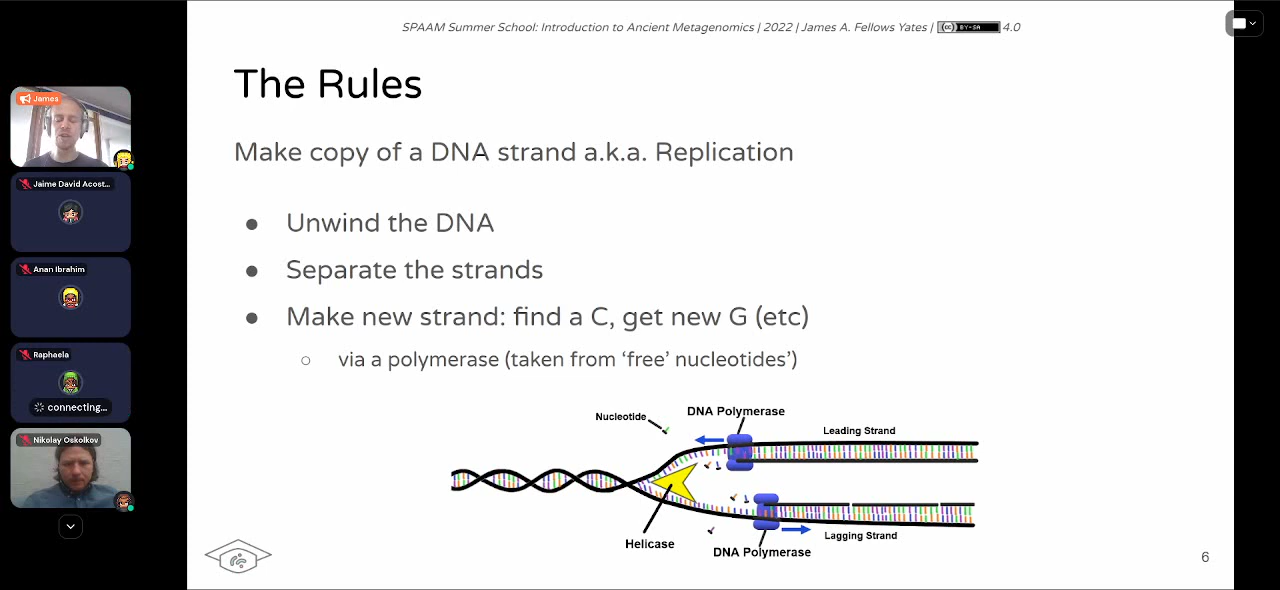 SPAAM Summer School: Introduction to Ancient Metagenomics | 2022 | James A. Fellows Yates | (cc) BY-SA 4.0
The Rules
Make copy of a DNA strand a.k.a. Replication
● Unwind the DNA
● Separate the strands
● Make new strand: find a C, get new G (etc)
○ via a polymerase (taken from ‘free’ nucleotides’)
Nucleotide
DNA Polymerase
Leading Strand
Helicase
DNA Polymerase
Lagging Strand
6
James
Jaime David Acost...
Anan Ibrahim
Rapheela
connecting...
Nikolay Oskolkov